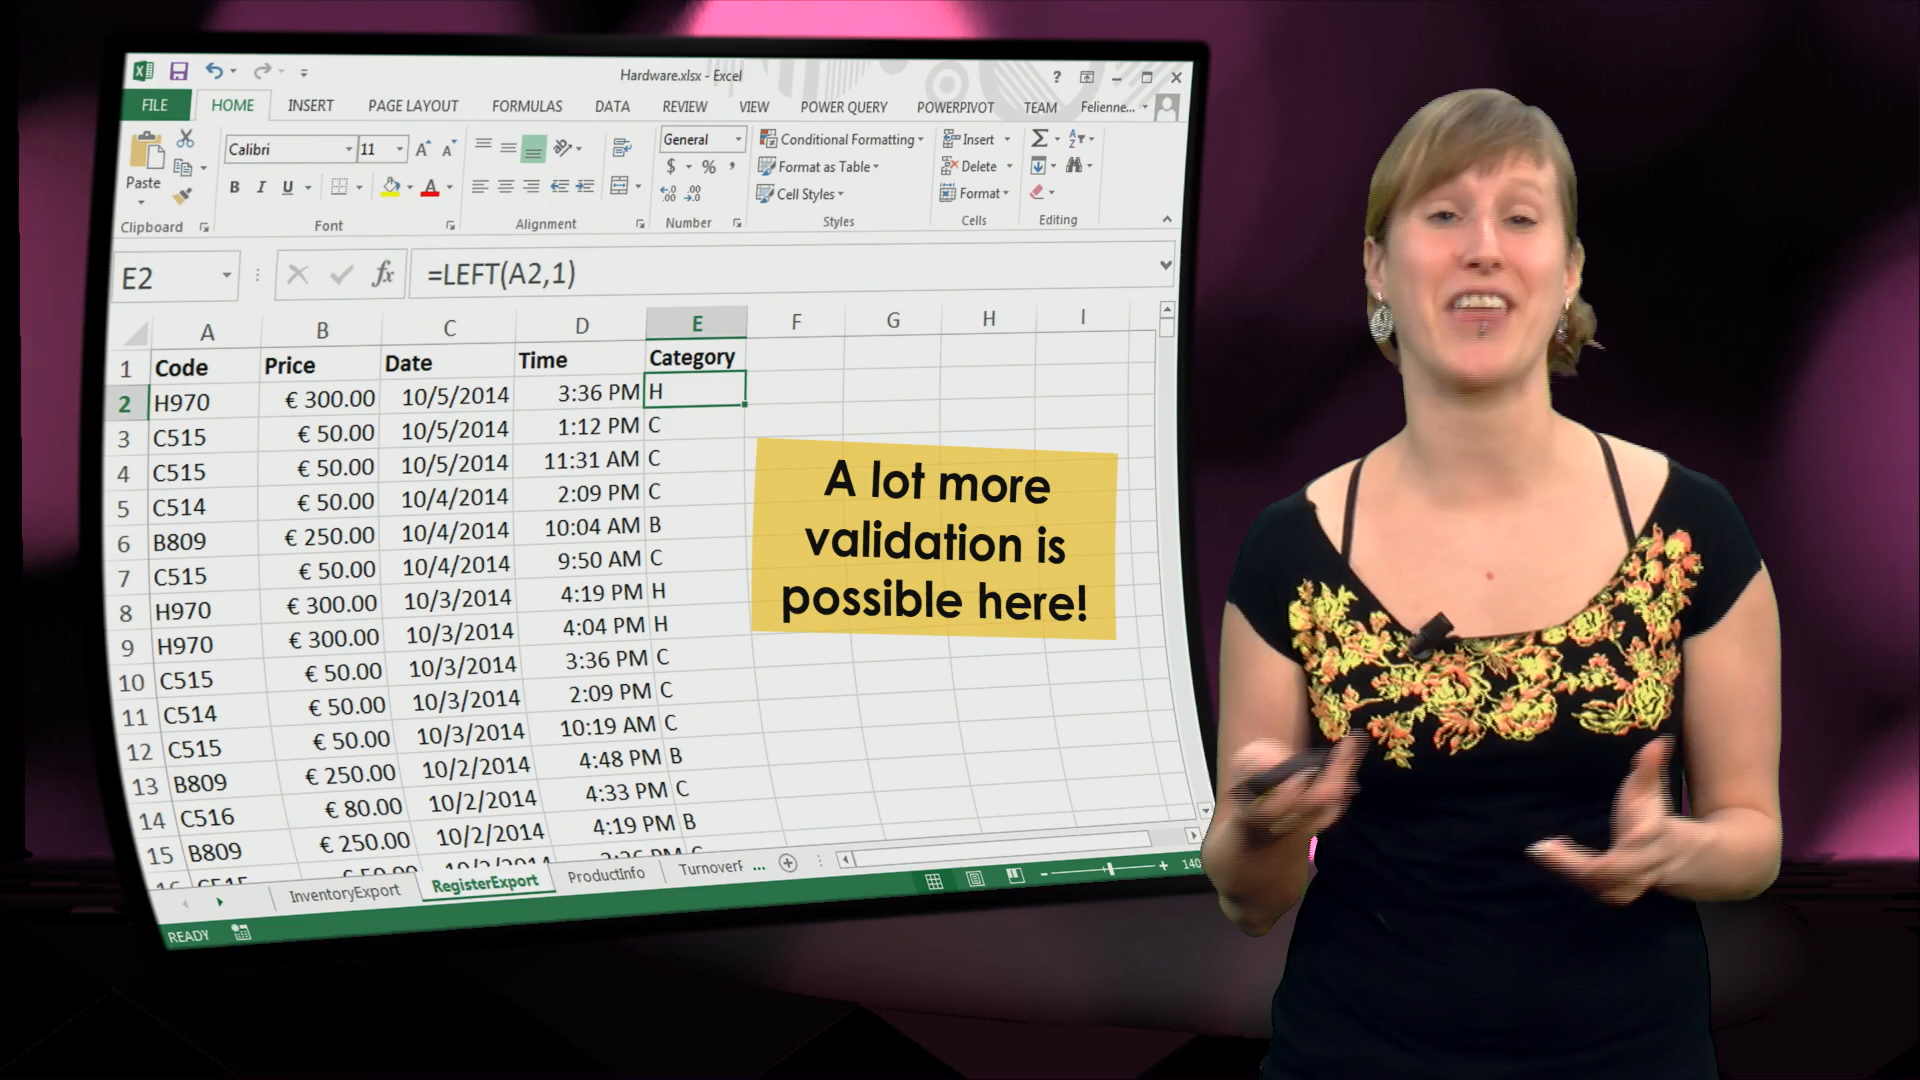 Hardware.xlsx - Excel
FILE HOME INSERT PAGE LAYOUT FORMULAS DATA REVIEW VIEW POWER QUERY POWERPIVOT TEAM Felienne...
Calibri 11 General Conditional Formatting Insert
Paste $ % , Format as Table Delete
B I U A Cell Styles Format
Clipboard Font Alignment Number Styles Cells Editing
E2 fx =LEFT(A2,1)
A B C D E F G H I
1 Code Price Date Time Category
2 H970 € 300.00 10/5/2014 3:36 PM H
3 C515 € 50.00 10/5/2014 1:12 PM C
4 C515 € 50.00 10/5/2014 11:31 AM C
5 C514 € 50.00 10/4/2014 2:09 PM C
6 B809 € 250.00 10/4/2014 10:04 AM B
7 C515 € 50.00 10/4/2014 9:50 AM C
8 H970 € 300.00 10/3/2014 4:19 PM H
9 H970 € 300.00 10/3/2014 4:04 PM H
10 C515 € 50.00 10/3/2014 3:36 PM C
11 C514 € 50.00 10/3/2014 2:09 PM C
12 C515 € 50.00 10/3/2014 10:19 AM C
13 B809 € 250.00 10/2/2014 4:48 PM B
14 C516 € 80.00 10/2/2014 4:33 PM C
15 B809 € 250.00 10/2/2014 4:19 PM B
A lot more
validation is
possible here!
InventoryExport RegisterExport ProductInfo ...
READY 140